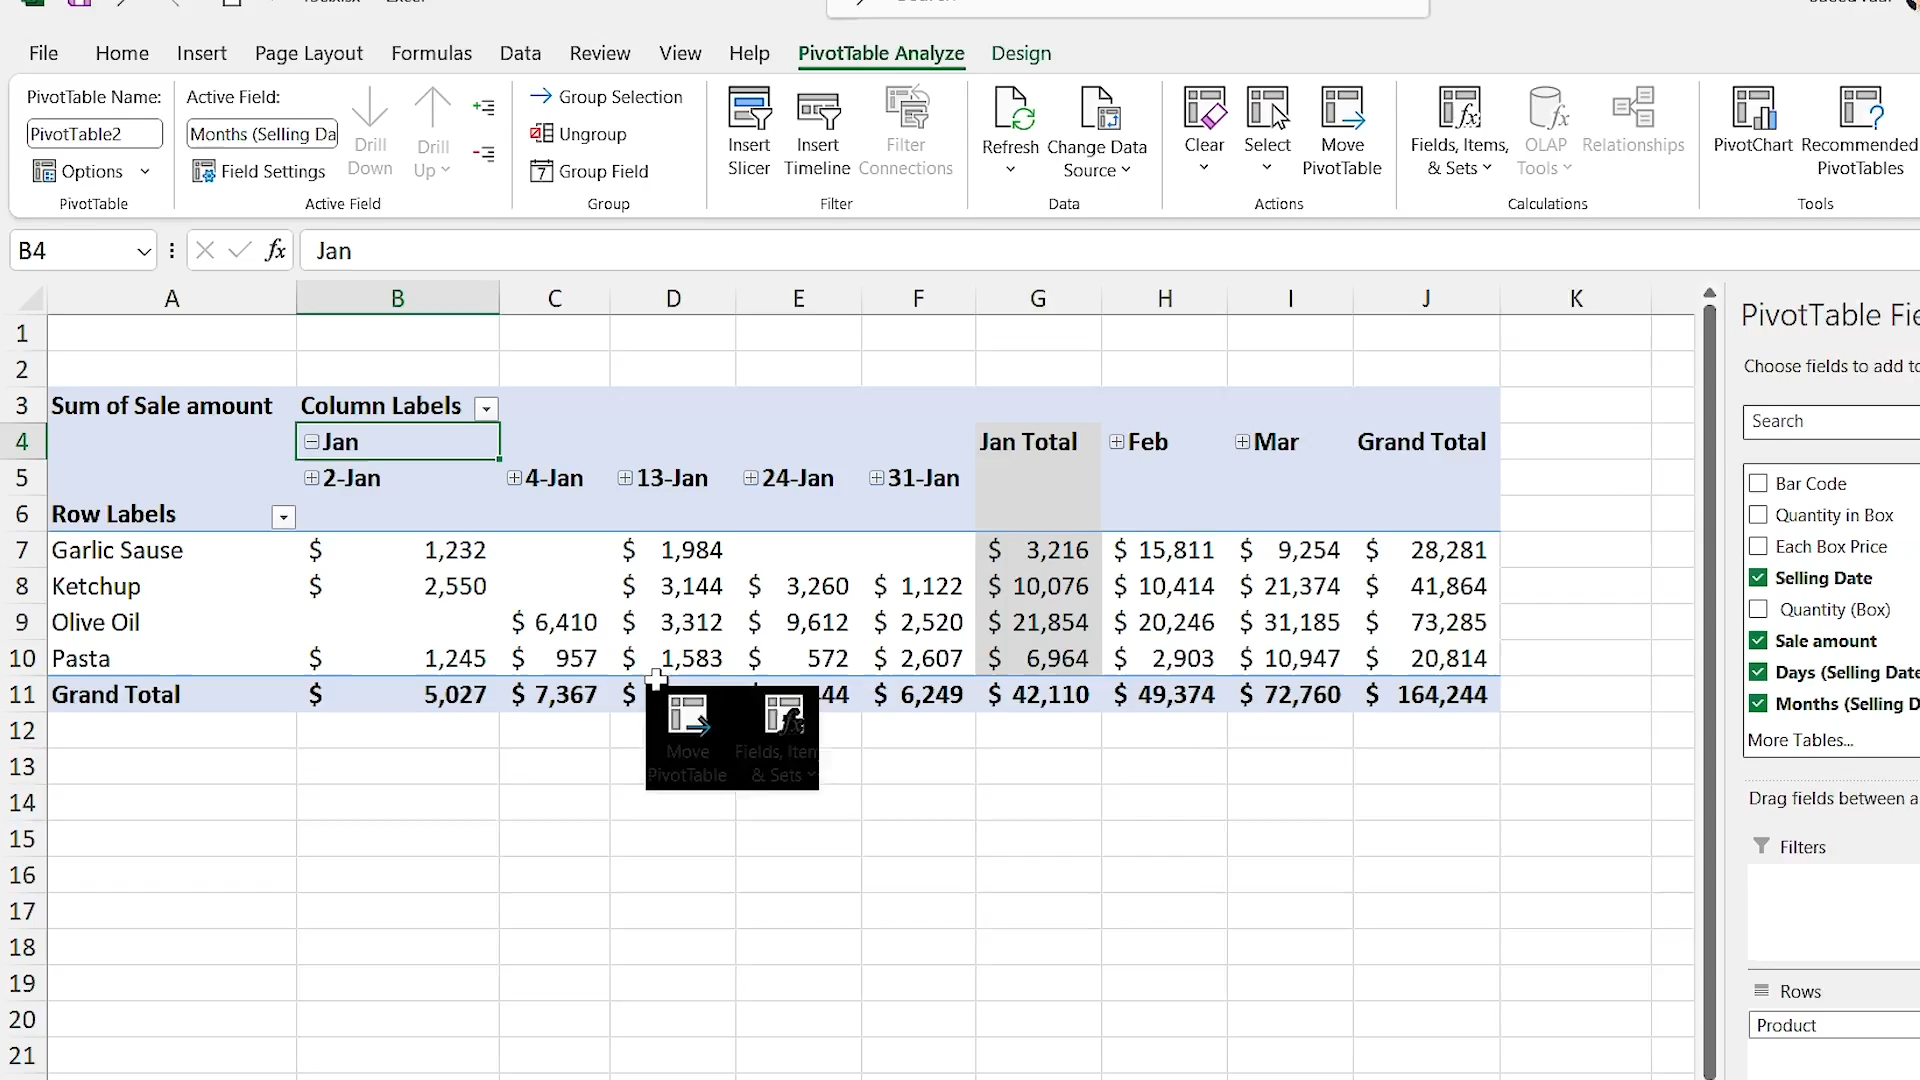 File Home Insert Page Layout Formulas Data Review View Help PivotTable Analyze Design
PivotTable Name:
PivotTable2
Options
PivotTable
Active Field:
Months (Selling Da
Field Settings
Drill
Down
Drill
Up
Active Field
Group Selection
Ungroup
7 Group Field
Group
Insert
Slicer
Insert
Timeline
Filter
Connections
Filter
Refresh
Change Data
Source
Data
Clear
Select
Move
PivotTable
Actions
Fields, Items,
& Sets
OLAP
Tools
Relationships
Calculations
PivotChart
Recommended
PivotTables
Tools
B4 fx Jan
A B C D E F G H I J K
1
2
3 Sum of Sale amount Column Labels
4 Jan Jan Total Feb Mar Grand Total
5 2-Jan 4-Jan 13-Jan 24-Jan 31-Jan
6 Row Labels
7 Garlic Sause $ 1,232 $ 1,984 $ 3,216 $ 15,811 $ 9,254 $ 28,281
8 Ketchup $ 2,550 $ 3,144 $ 3,260 $ 1,122 $ 10,076 $ 10,414 $ 21,374 $ 41,864
9 Olive Oil $ 6,410 $ 3,312 $ 9,612 $ 2,520 $ 21,854 $ 20,246 $ 31,185 $ 73,285
10 Pasta $ 1,245 $ 957 $ 1,583 $ 572 $ 2,607 $ 6,964 $ 2,903 $ 10,947 $ 20,814
11 Grand Total $ 5,027 $ 7,367 $ 44 $ 6,249 $ 42,110 $ 49,374 $ 72,760 $ 164,244
Move
PivotTable
Fields, Item
& Sets
12
13
14
15
16
17
18
19
20
21
PivotTable Fie
Choose fields to add to
Search
Bar Code
Quantity in Box
Each Box Price
Selling Date
Quantity (Box)
Sale amount
Days (Selling Date
Months (Selling D
More Tables...
Drag fields between a
Filters
Rows
Product